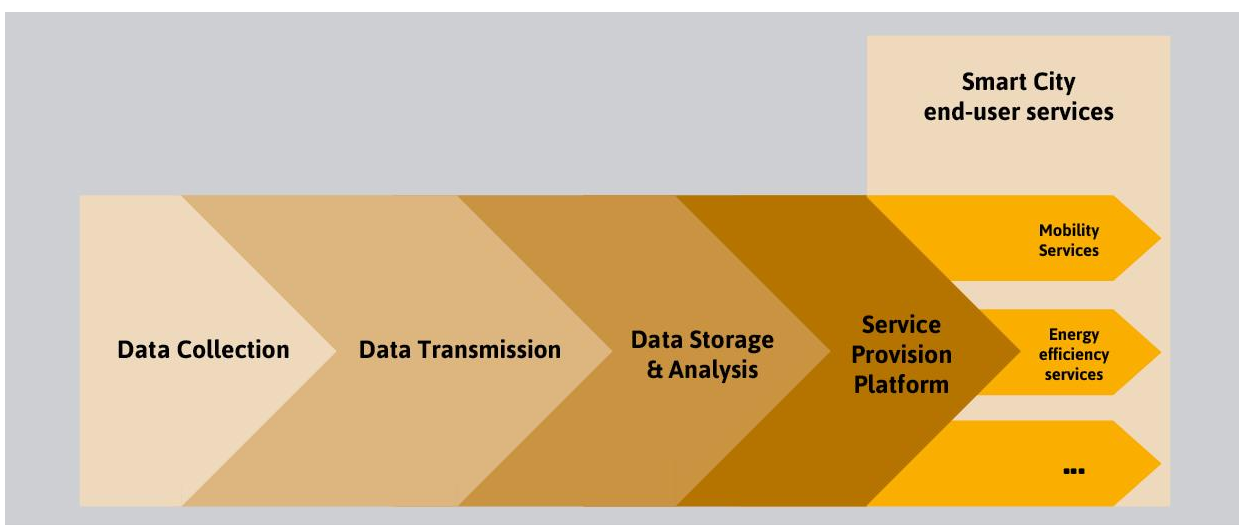 Smart City
end-user services
Data Collection
Data Transmission
Data Storage
& Analysis
Service
Provision
Platform
Mobility
Services
Energy
efficiency
services
...